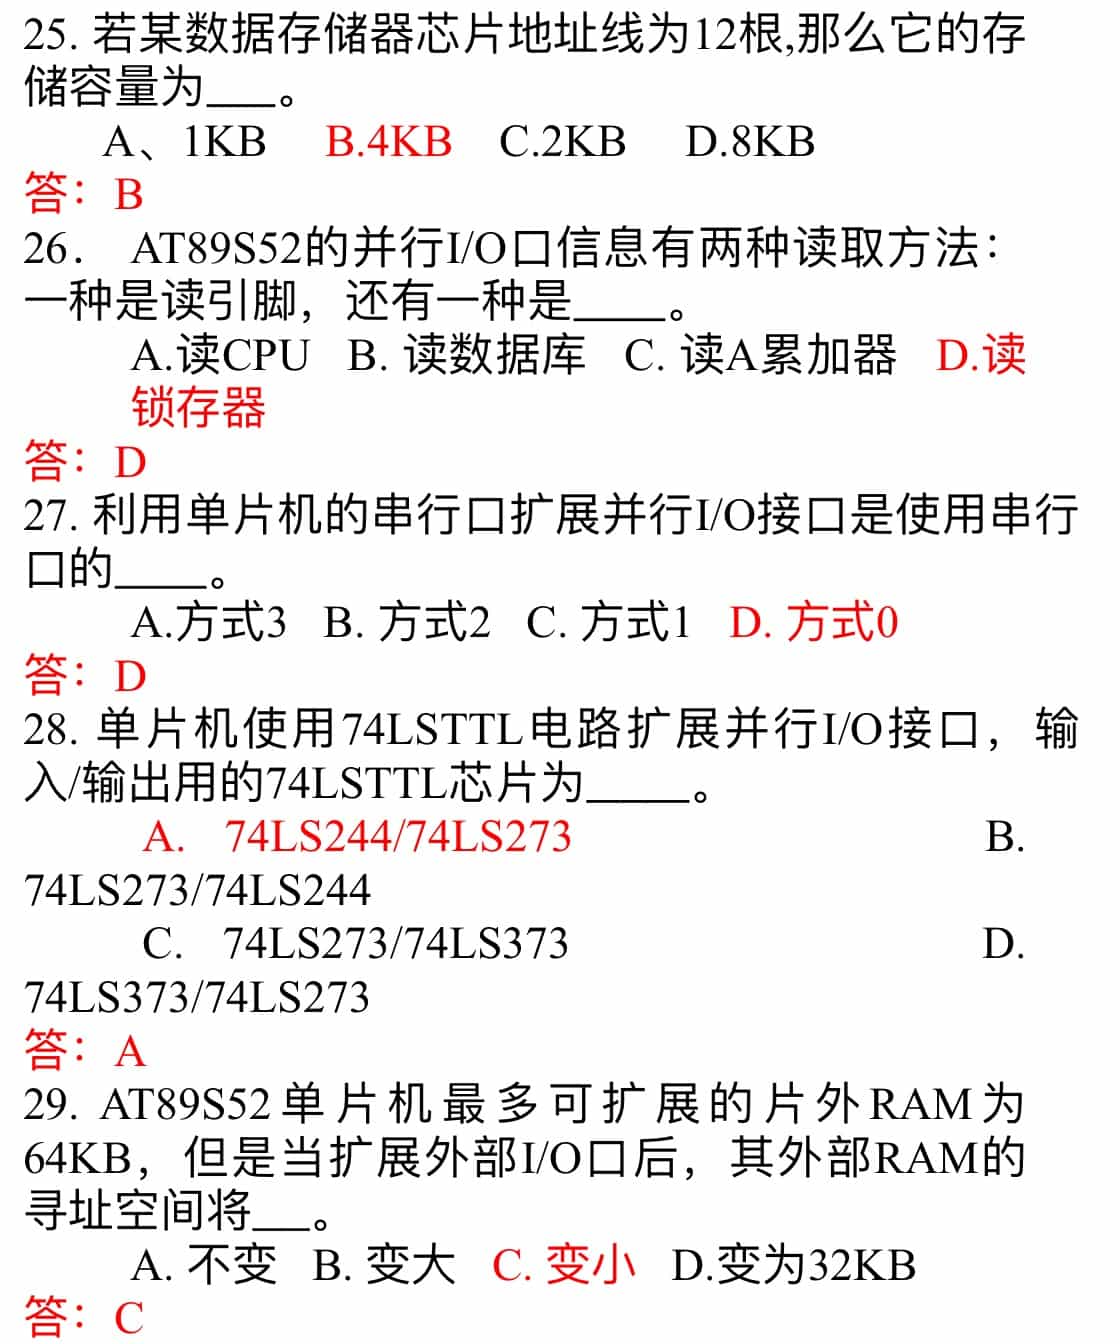 25. 若某数据存储器芯片地址线为12根,那么它的存
储容量为___。
A、1KB B.4KB C.2KB D.8KB
答：B
26. AT89S52的并行I/O口信息有两种读取方法：
一种是读引脚，还有一种是____。
A.读CPU B. 读数据库 C. 读A累加器 D.读
锁存器
答：D
27. 利用单片机的串行口扩展并行I/O接口是使用串行
口的____。
A.方式3 B. 方式2 C. 方式1 D. 方式0
答：D
28. 单片机使用74LSTTL电路扩展并行I/O接口，输
入/输出用的74LSTTL芯片为_____。
A. 74LS244/74LS273 B.
74LS273/74LS244
C. 74LS273/74LS373 D.
74LS373/74LS273
答：A
29. AT89S52单片机最多可扩展的片外RAM为
64KB，但是当扩展外部I/O口后，其外部RAM的
寻址空间将___。
A. 不变 B. 变大 C. 变小 D.变为32KB
答：C